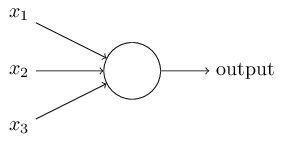 x₁
x₂ output
x₃